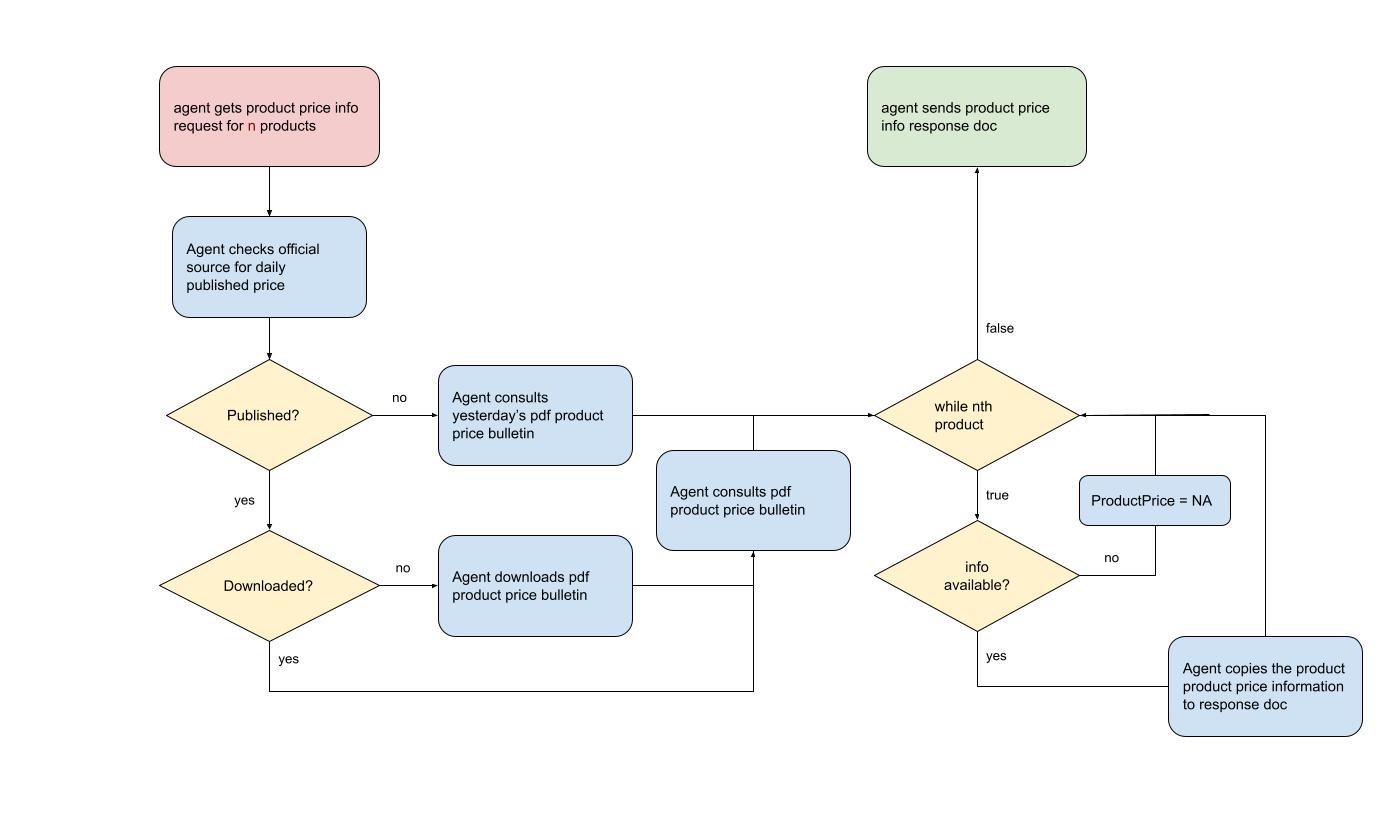 agent gets product price info
request for n products
agent sends product price
info response doc
Agent checks official
source for daily
published price
false
Published?
no
Agent consults
yesterday's pdf product
price bulletin
while nth
product
yes
Agent consults pdf
product price bulletin
true
ProductPrice = NA
Downloaded?
no
Agent downloads pdf
product price bulletin
info
available?
no
yes
yes
Agent copies the product
product price information
to response doc